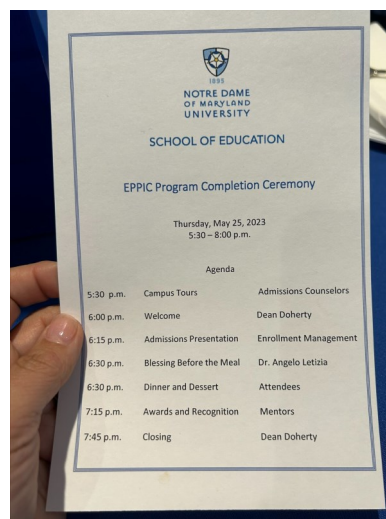 1895
NOTRE DAME
OF MARYLAND
UNIVERSITY
SCHOOL OF EDUCATION
EPPIC Program Completion Ceremony
Thursday, May 25, 2023
5:30 – 8:00 p.m.
Agenda
5:30 p.m. Campus Tours Admissions Counselors
6:00 p.m. Welcome Dean Doherty
6:15 p.m. Admissions Presentation Enrollment Management
6:30 p.m. Blessing Before the Meal Dr. Angelo Letizia
6:30 p.m. Dinner and Dessert Attendees
7:15 p.m. Awards and Recognition Mentors
7:45 p.m. Closing Dean Doherty